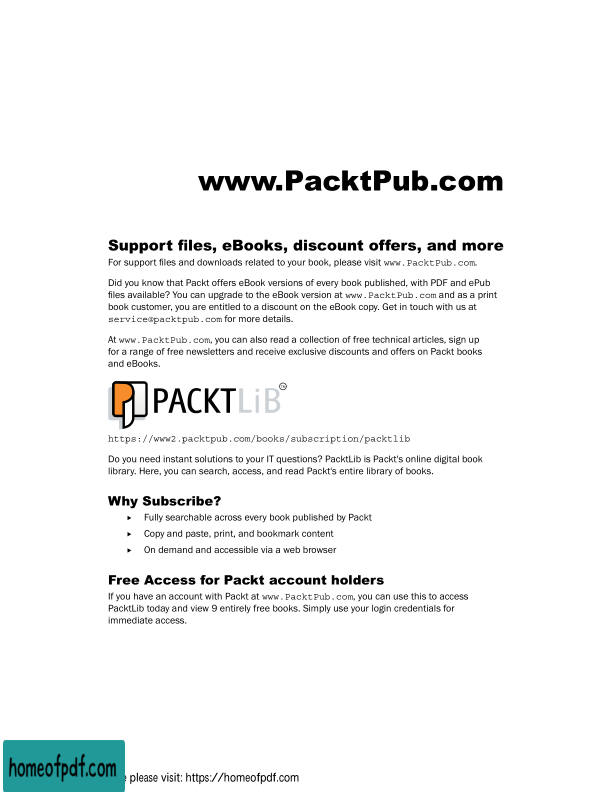 www.PacktPub.com
Support files, eBooks, discount offers, and more
For support files and downloads related to your book, please visit www.PacktPub.com.
Did you know that Packt offers eBook versions of every book published, with PDF and ePub
files available? You can upgrade to the eBook version at www.PacktPub.com and as a print
book customer, you are entitled to a discount on the eBook copy. Get in touch with us at
service@packtpub.com for more details.
At www.PacktPub.com, you can also read a collection of free technical articles, sign up
for a range of free newsletters and receive exclusive discounts and offers on Packt books
and eBooks.
PACKTLiB TM
https://www2.packtpub.com/books/subscription/packtlib
Do you need instant solutions to your IT questions? PacktLib is Packt's online digital book
library. Here, you can search, access, and read Packt's entire library of books.
Why Subscribe?
▸ Fully searchable across every book published by Packt
▸ Copy and paste, print, and bookmark content
▸ On demand and accessible via a web browser
Free Access for Packt account holders
If you have an account with Packt at www.PacktPub.com, you can use this to access
PacktLib today and view 9 entirely free books. Simply use your login credentials for
immediate access.
homeofpdf.com
please visit: https://homeofpdf.com